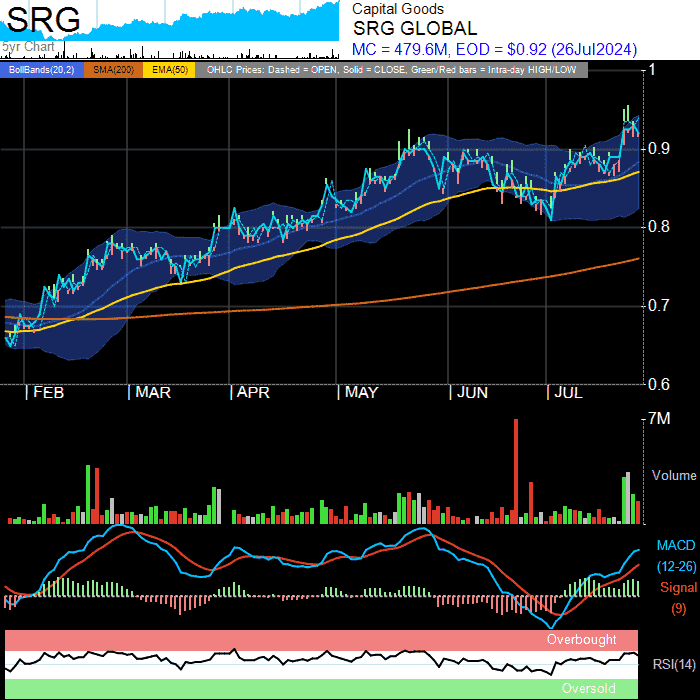 SRG
5yr Chart
Capital Goods
SRG GLOBAL
MC = 479.6M, EOD = $0.92 (26Jul2024)
BollBands(20,2) SMA(200) EMA(50) OHLC Prices: Dashed = OPEN, Solid = CLOSE, Green/Red bars = Intra-day HIGH/LOW
1
0.9
0.8
0.7
0.6
FEB MAR APR MAY JUN JUL
7M
Volume
MACD
(12-26)
Signal
(9)
Overbought
RSI(14)
Oversold